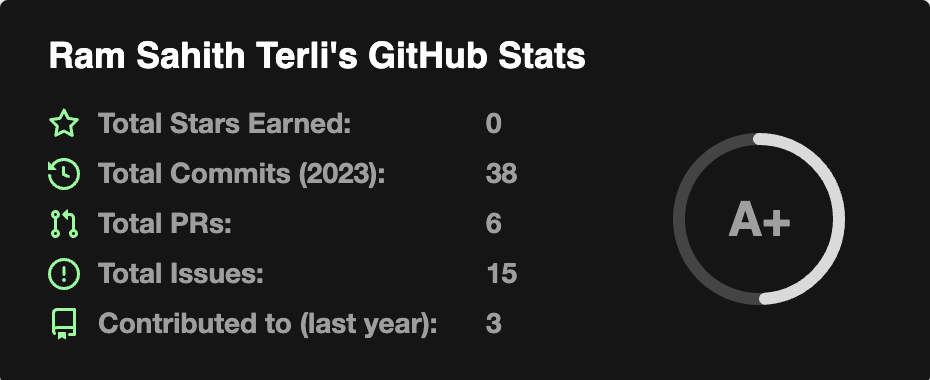 Ram Sahith Terli's GitHub Stats
Total Stars Earned: 0
Total Commits (2023): 38
Total PRs: 6
Total Issues: 15
Contributed to (last year): 3
A+